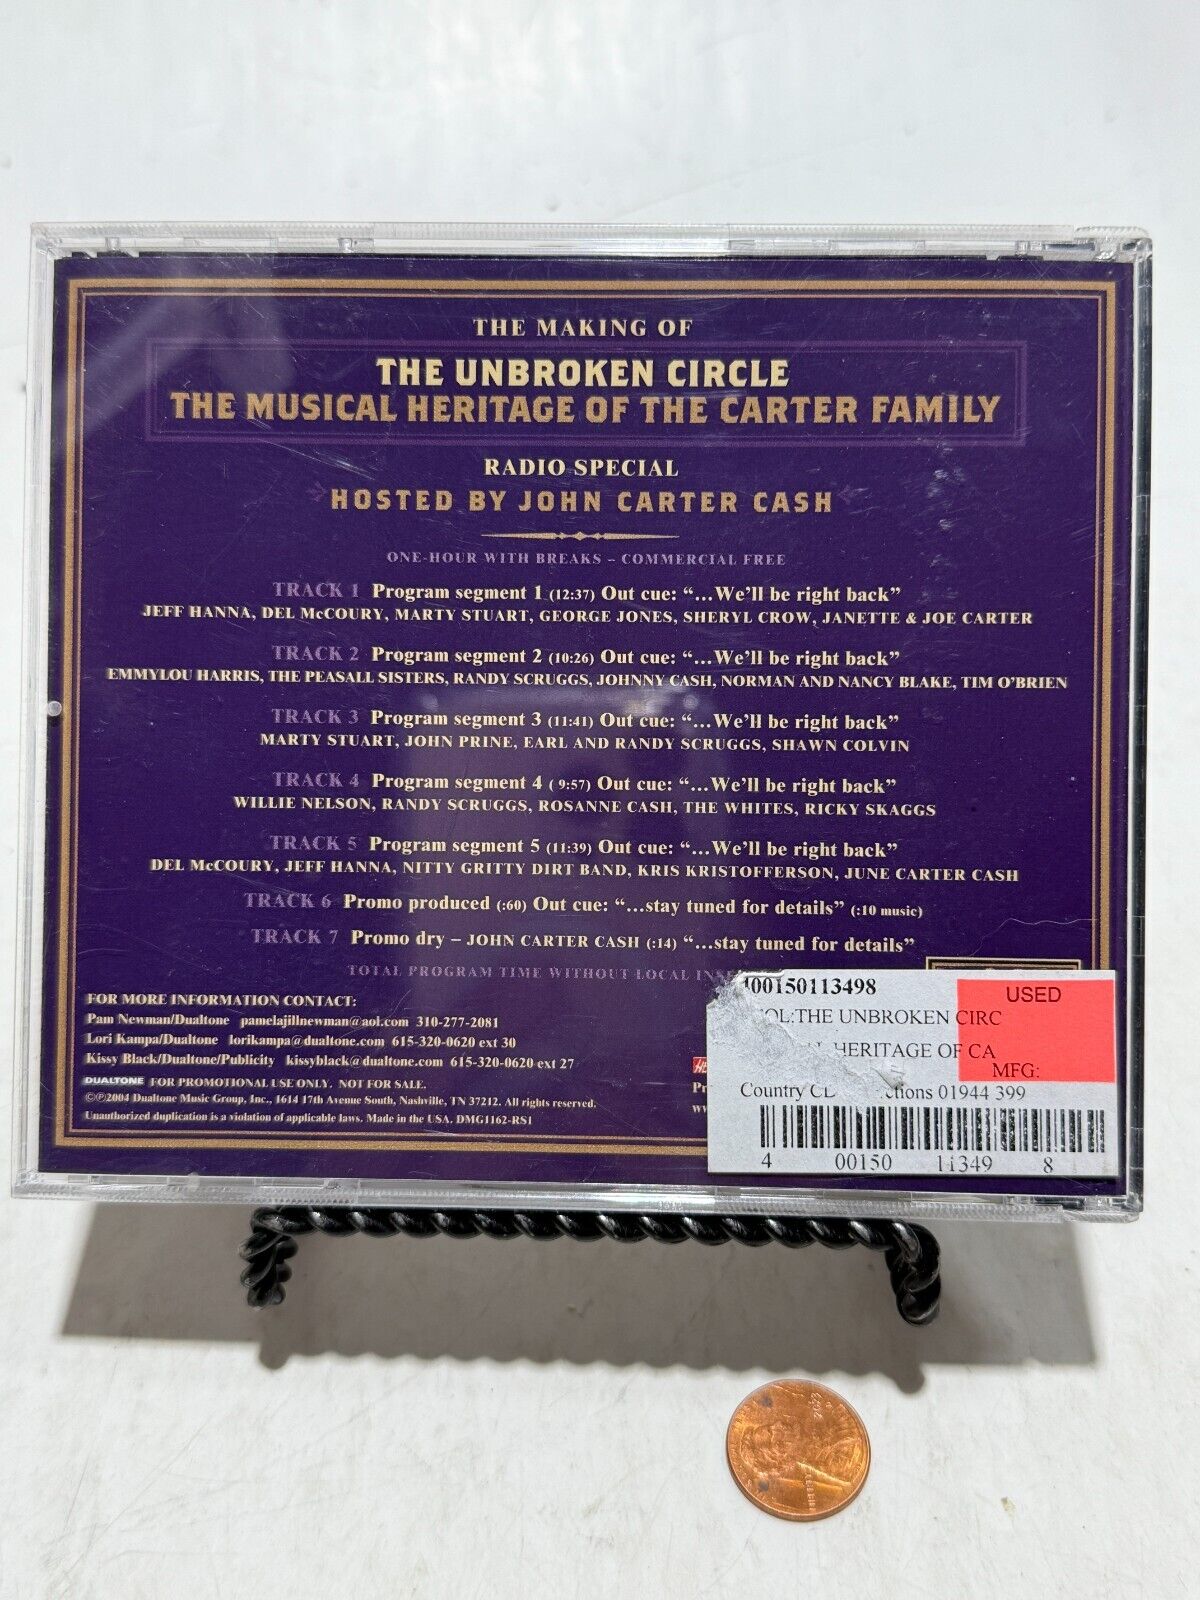 THE MAKING OF
THE UNBROKEN CIRCLE
THE MUSICAL HERITAGE OF THE CARTER FAMILY
RADIO SPECIAL
HOSTED BY JOHN CARTER CASH
ONE-HOUR WITH BREAKS – COMMERCIAL FREE
TRACK 1 Program segment 1 (12:37) Out cue: “...We’ll be right back”
JEFF HANNA, DEL McCOURY, MARTY STUART, GEORGE JONES, SHERYL CROW, JANETTE & JOE CARTER
TRACK 2 Program segment 2 (10:26) Out cue: “...We’ll be right back”
EMMYLOU HARRIS, THE PEASALL SISTERS, RANDY SCRUGGS, JOHNNY CASH, NORMAN AND NANCY BLAKE, TIM O’BRIEN
TRACK 3 Program segment 3 (11:41) Out cue: “...We’ll be right back”
MARTY STUART, JOHN PRINE, EARL AND RANDY SCRUGGS, SHAWN COLVIN
TRACK 4 Program segment 4 ( 9:57) Out cue: “...We’ll be right back”
WILLIE NELSON, RANDY SCRUGGS, ROSANNE CASH, THE WHITES, RICKY SKAGGS
TRACK 5 Program segment 5 (11:39) Out cue: “...We’ll be right back”
DEL McCOURY, JEFF HANNA, NITTY GRITTY DIRT BAND, KRIS KRISTOFFERSON, JUNE CARTER CASH
TRACK 6 Promo produced (:60) Out cue: “...stay tuned for details” (:10 music)
TRACK 7 Promo dry – JOHN CARTER CASH (:14) “...stay tuned for details”
TOTAL PROGRAM TIME WITHOUT LOCAL
FOR MORE INFORMATION CONTACT:
Pam Newman/Dualtone pamelajillnewman@aol.com 310-277-2081
Lori Kampa/Dualtone lorikampa@dualtone.com 615-320-0620 ext 30
Kissy Black/Dualtone/Publicity kissyblack@dualtone.com 615-320-0620 ext 27
DUALTONE FOR PROMOTIONAL USE ONLY. NOT FOR SALE.
©℗2004 Dualtone Music Group, Inc., 1614 17th Avenue South, Nashville, TN 37212. All rights reserved.
Unauthorized duplication is a violation of applicable laws. Made in the USA. DMG1162-RS1
400150113498
USED
:THE UNBROKEN CIRC
HERITAGE OF CA
MFG:
Country 01944 399
4 00150 11349 8
2023